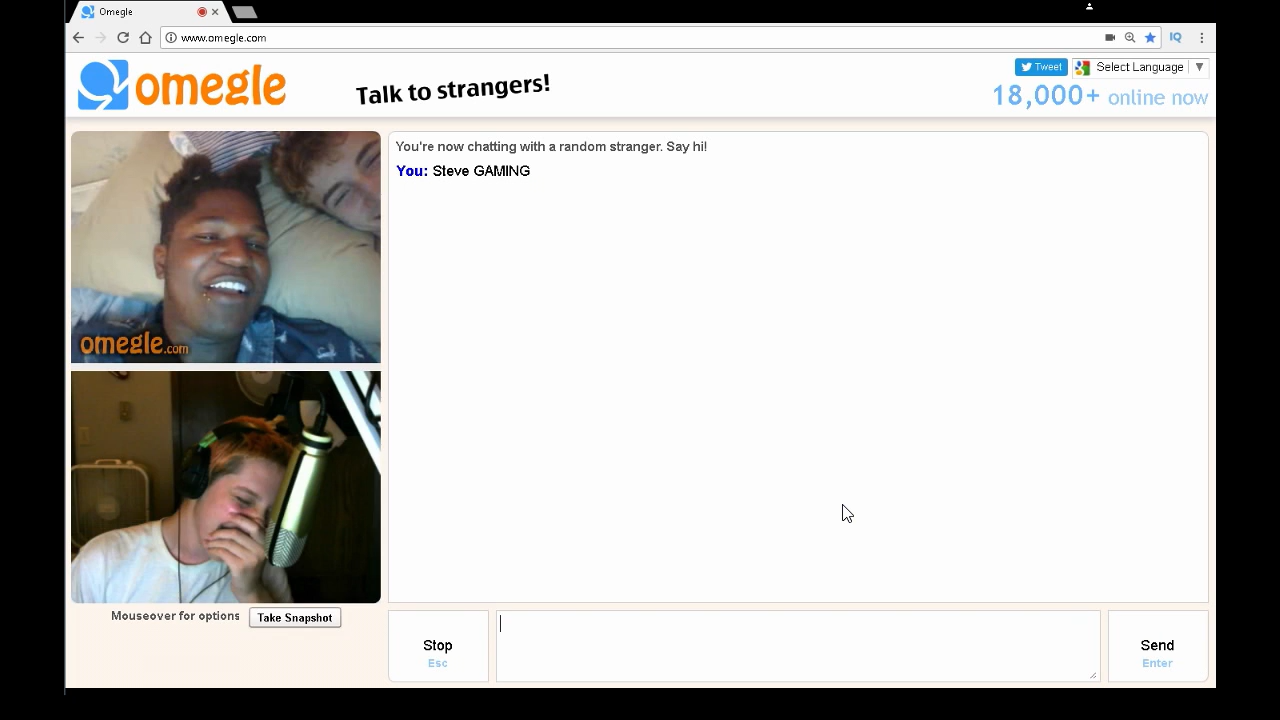 Omegle
www.omegle.com
IQ
omegle
Talk to strangers!
Tweet
Select Language ▼
18,000+ online now
omegle.com
You're now chatting with a random stranger. Say hi!
You: Steve GAMING
Mouseover for options
Take Snapshot
Stop
Esc
Send
Enter